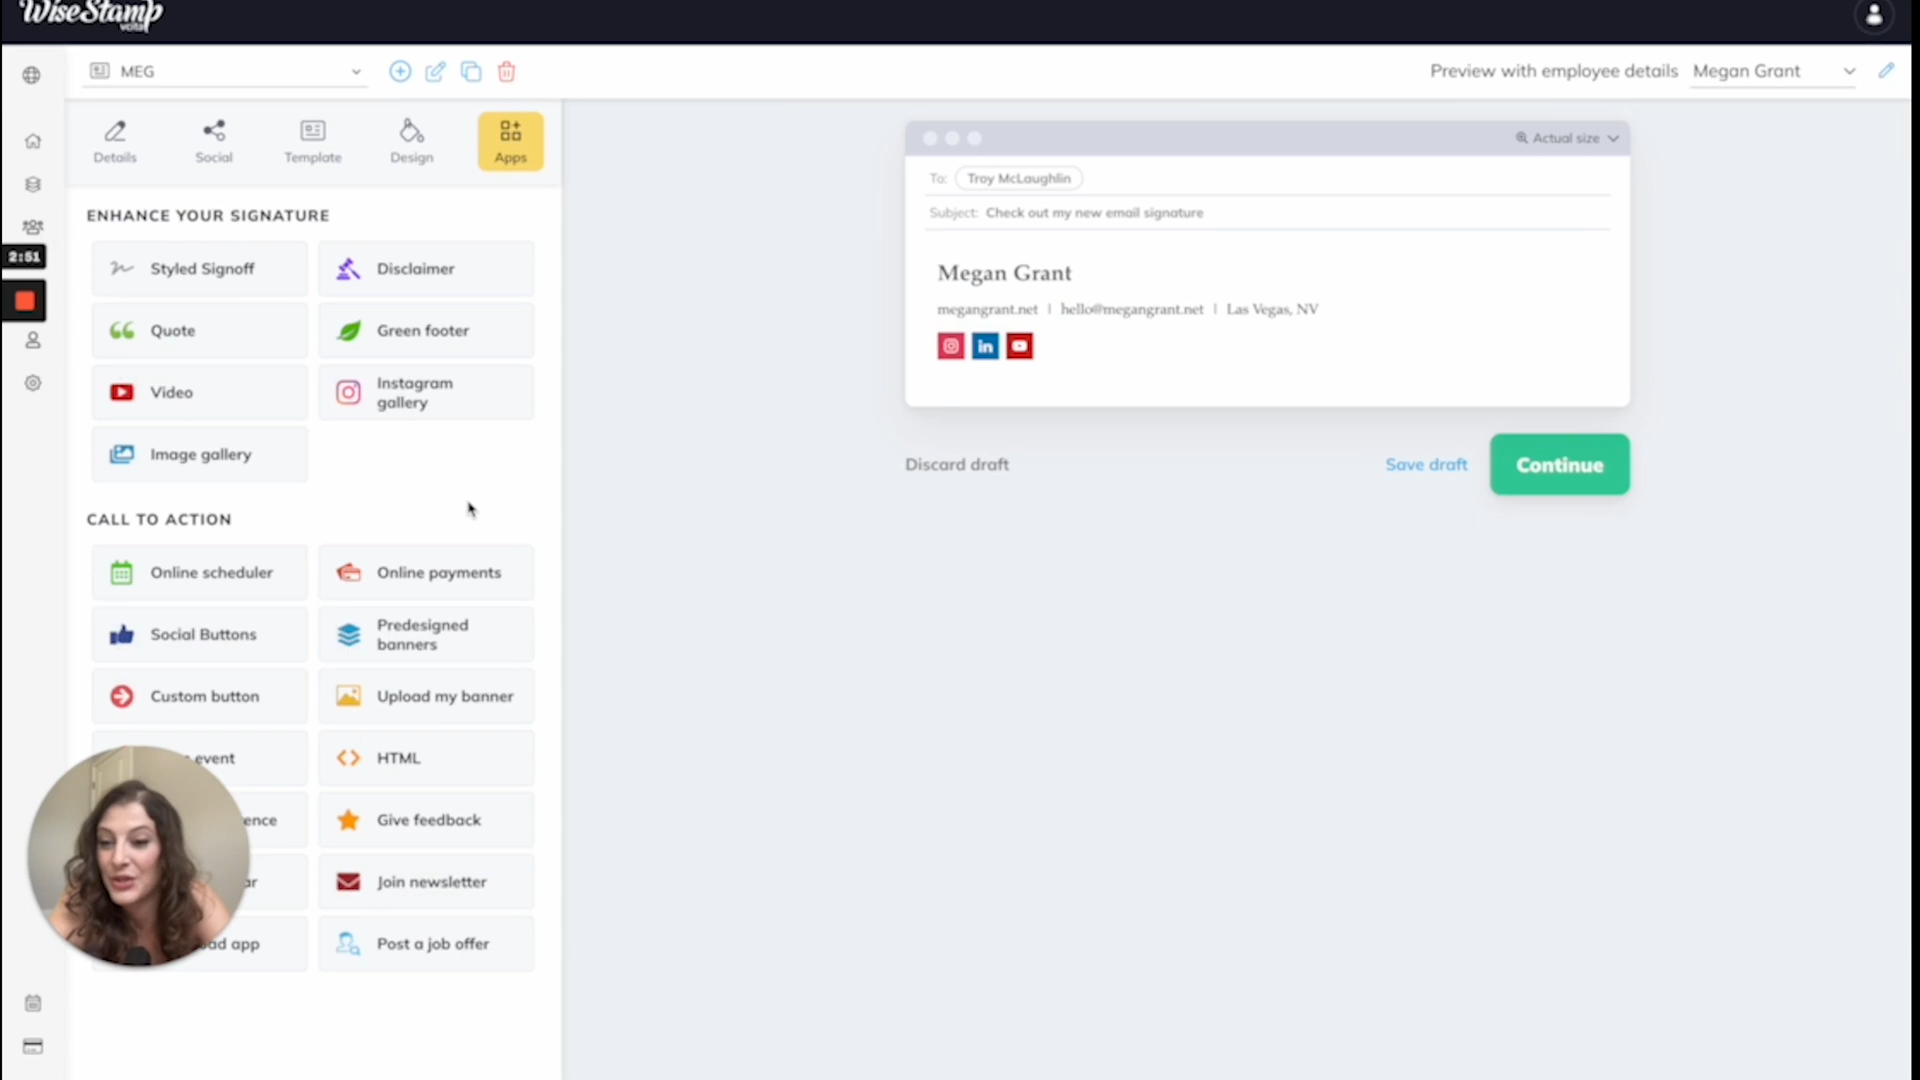 WiseStamp
MEG
Preview with employee details Megan Grant
Details
Social
Template
Design
Apps
Actual size
To: Troy McLaughlin
Subject: Check out my new email signature
ENHANCE YOUR SIGNATURE
Styled Signoff
Disclaimer
2:51
Megan Grant
megangrant.net | hello@megangrant.net | Las Vegas, NV
in
Quote
Green footer
Video
Instagram
gallery
Image gallery
Discard draft
Save draft
Continue
CALL TO ACTION
Online scheduler
Online payments
Social Buttons
Predesigned
banners
Custom button
Upload my banner
event
HTML
ence
Give feedback
ar
Join newsletter
ad app
Post a job offer